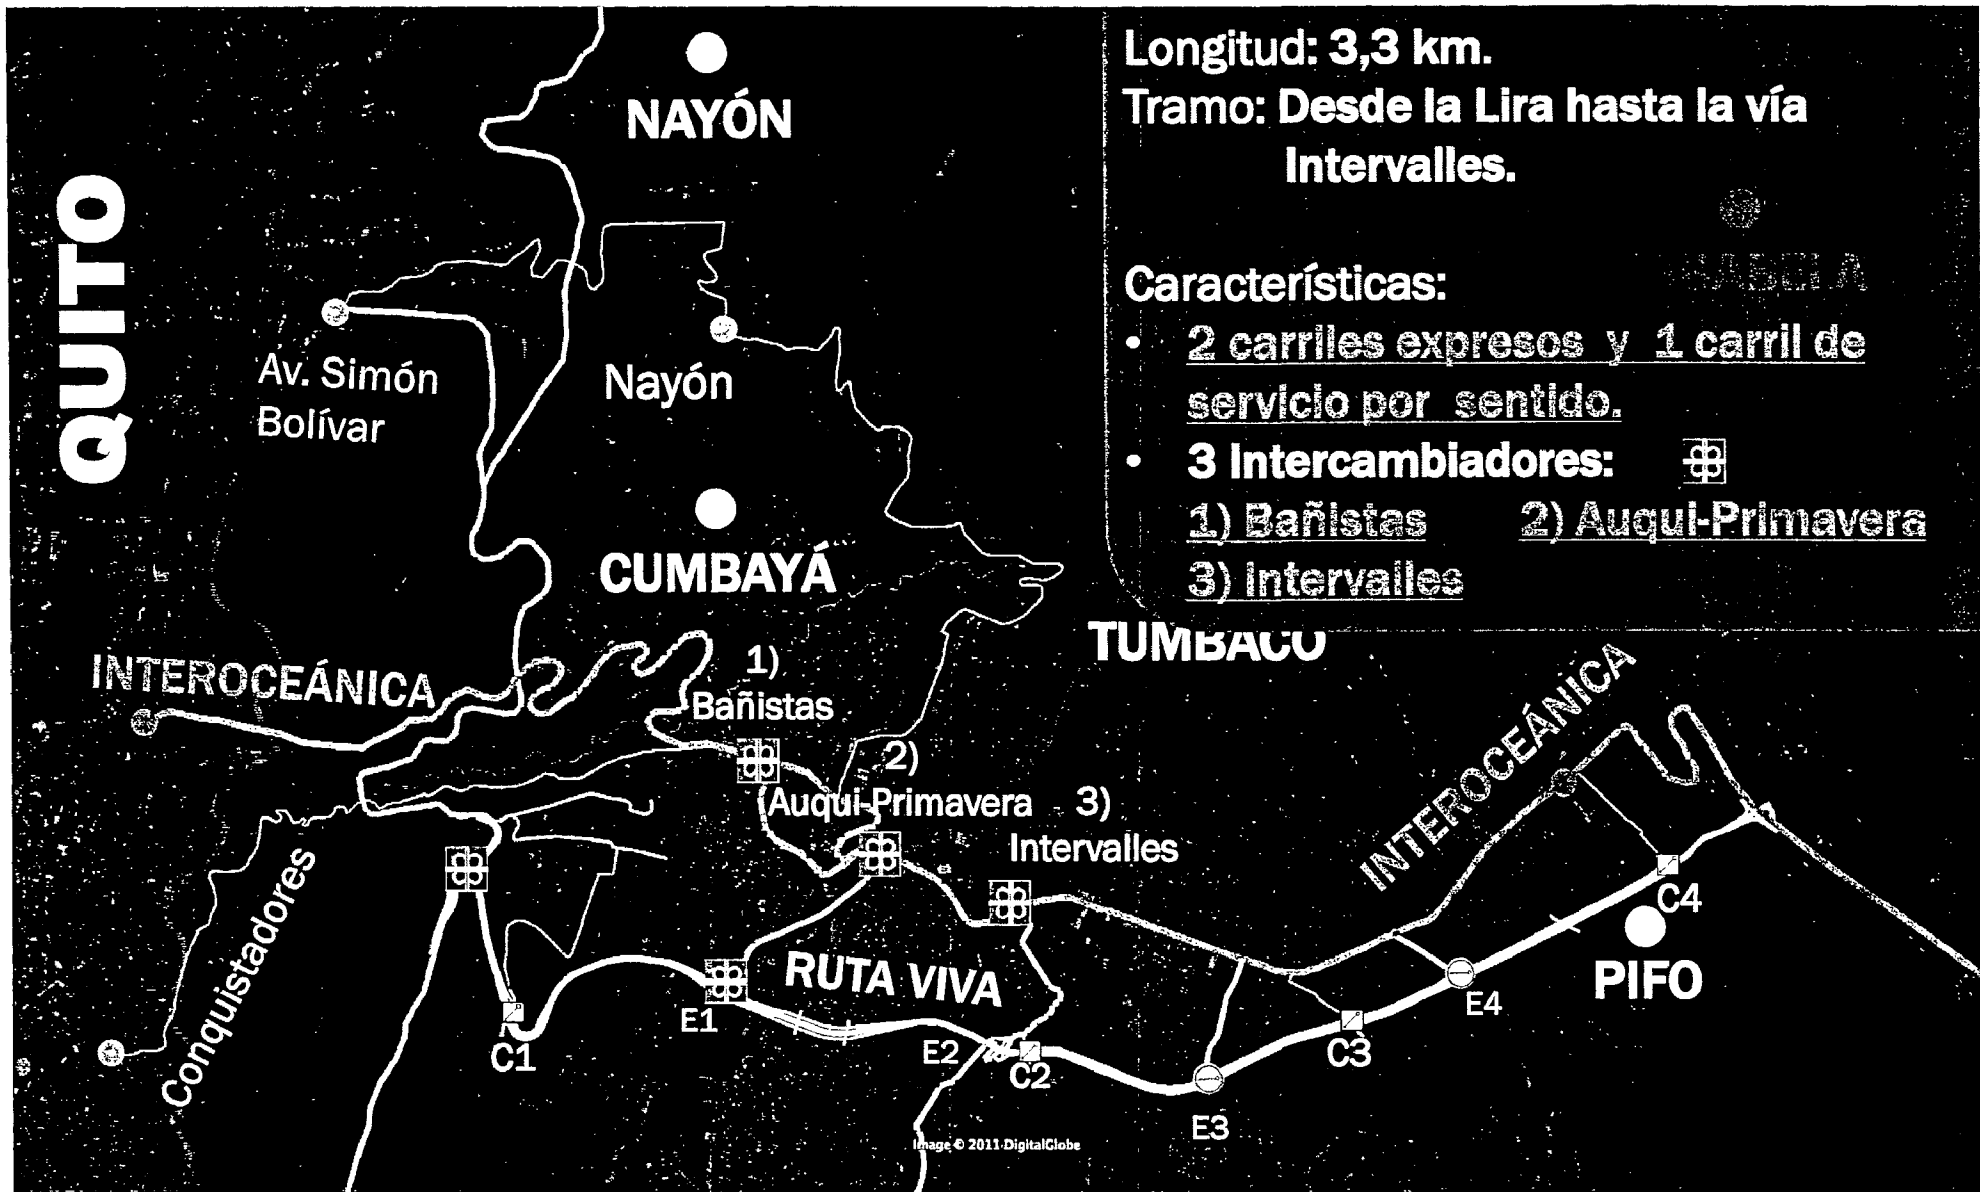 Longitud: 3,3 km.
Tramo: Desde la Lira hasta la vía
Intervalles.
Características:
• 2 carriles expresos y 1 carril de
servicio por sentido.
• 3 Intercambiadores:
1) Bañistas 2) Auqui-Primavera
3) Intervalles
NAYÓN
QUITO
Av. Simón
Bolívar
Nayón
CUMBAYÁ
TUMBACO
INTEROCEÁNICA
1)
Bañistas
2)
Auqui-Primavera
3)
Intervalles
INTEROCEÁNICA
Conquistadores
RUTA VIVA
C4
PIFO
E4
E1
C1
E2
C2
C3
E3
Image © 2011 DigitalGlobe